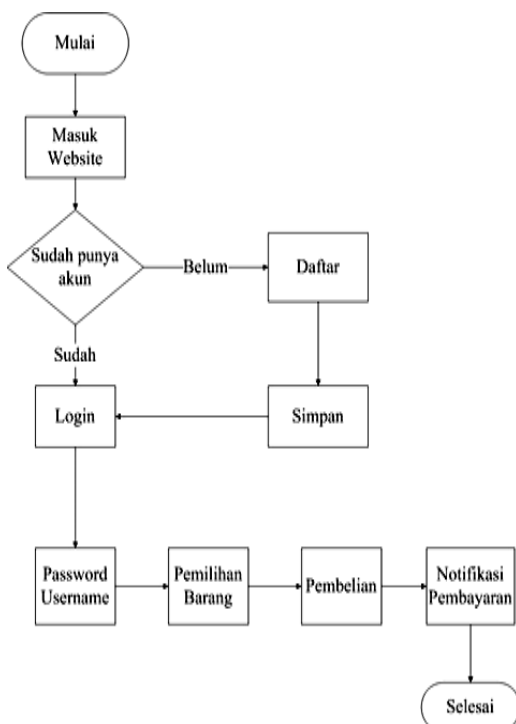 Mulai
Masuk
Website
Sudah punya
akun
Belum
Daftar
Sudah
Login
Simpan
Password
Username
Pemilihan
Barang
Pembelian
Notifikasi
Pembayaran
Selesai